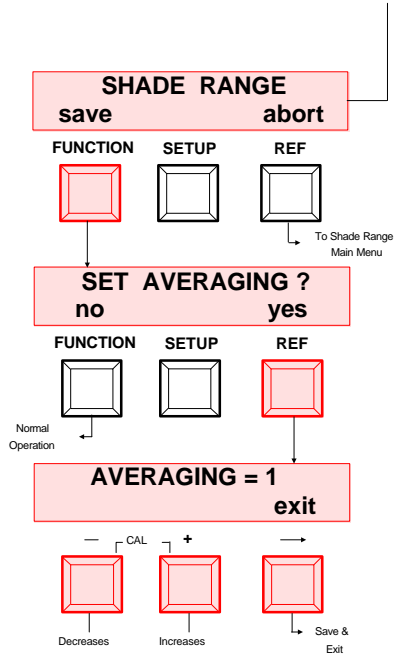 SHADE RANGE
save abort
FUNCTION SETUP REF
To Shade Range
Main Menu
SET AVERAGING ?
no yes
FUNCTION SETUP REF
Normal
Operation
AVERAGING = 1
exit
— CAL + →
Decreases Increases Save &
Exit